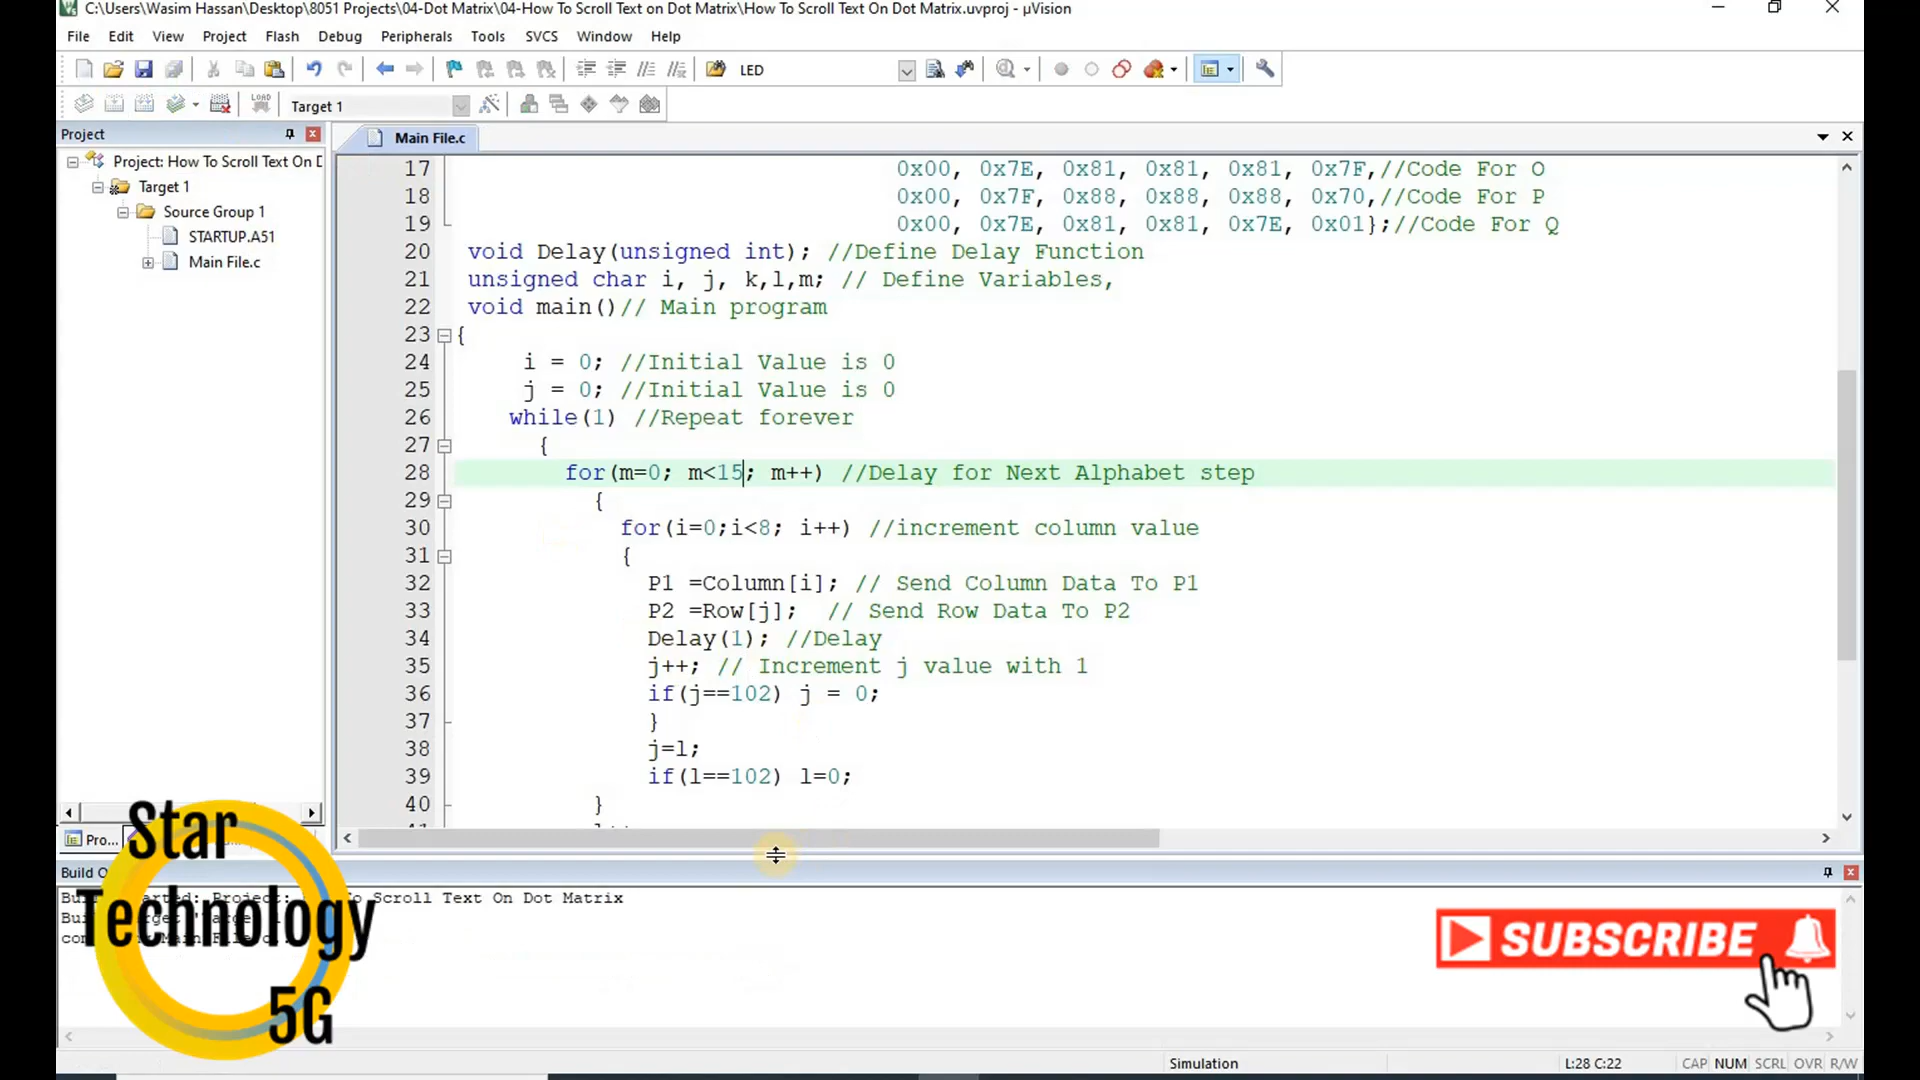 C:\Users\Wasim Hassan\Desktop\8051 Projects\04-Dot Matrix\04-How To Scroll Text on Dot Matrix\How To Scroll Text On Dot Matrix.uvproj - µVision
File Edit View Project Flash Debug Peripherals Tools SVCS Window Help
LED
LOAD Target 1
Project
Main File.c
Project: How To Scroll Text On D
Target 1
Source Group 1
STARTUP.A51
Main File.c
17 0x00, 0x7E, 0x81, 0x81, 0x81, 0x7F,//Code For O
18 0x00, 0x7F, 0x88, 0x88, 0x88, 0x70,//Code For P
19 0x00, 0x7E, 0x81, 0x81, 0x7E, 0x01};//Code For Q
20 void Delay(unsigned int); //Define Delay Function
21 unsigned char i, j, k,l,m; // Define Variables,
22 void main()// Main program
23 {
24 i = 0; //Initial Value is 0
25 j = 0; //Initial Value is 0
26 while(1) //Repeat forever
27 {
28 for(m=0; m<15; m++) //Delay for Next Alphabet step
29 {
30 for(i=0;i<8; i++) //increment column value
31 {
32 P1 =Column[i]; // Send Column Data To P1
33 P2 =Row[j]; // Send Row Data To P2
34 Delay(1); //Delay
35 j++; // Increment j value with 1
36 if(j==102) j = 0;
37 }
38 j=l;
39 if(l==102) l=0;
40 }
Pro...
Build O
To Scroll Text On Dot Matrix
Star
Technology
5G
SUBSCRIBE
Simulation L:28 C:22 CAP NUM SCRL OVR R/W